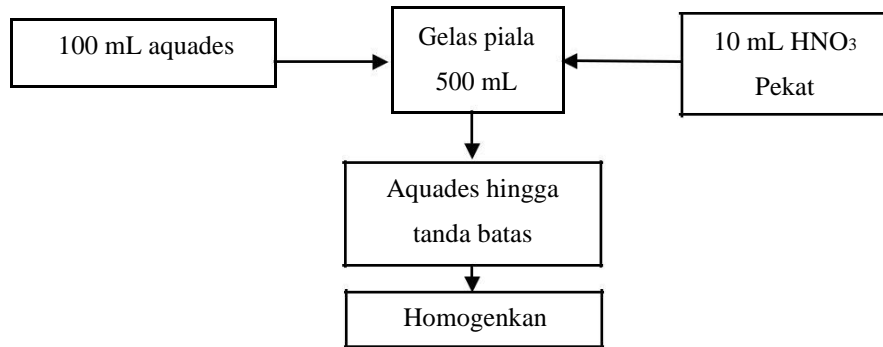 100 mL aquades
Gelas piala
500 mL
10 mL HNO₃
Pekat
Aquades hingga
tanda batas
Homogenkan